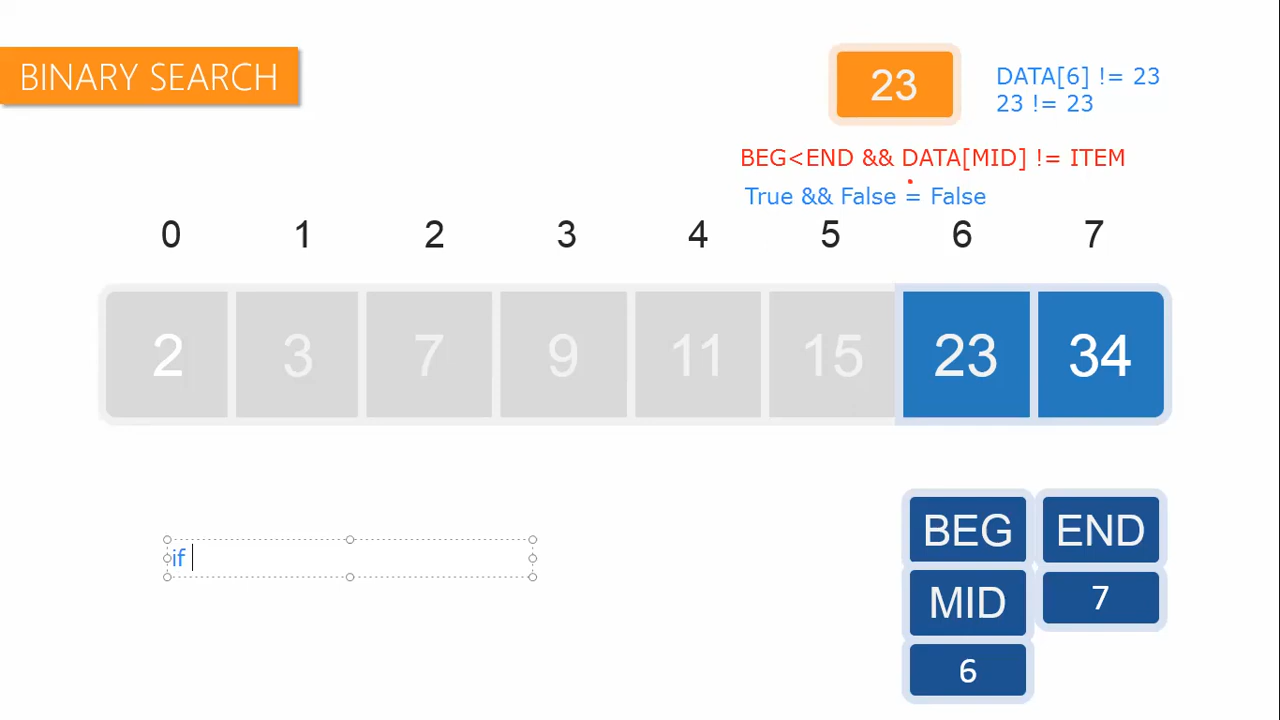 BINARY SEARCH
23
DATA[6] != 23
23 != 23
BEG<END && DATA[MID] != ITEM
True && False = False
0 1 2 3 4 5 6 7
2 3 7 9 11 15 23 34
if
BEG END
MID 7
6